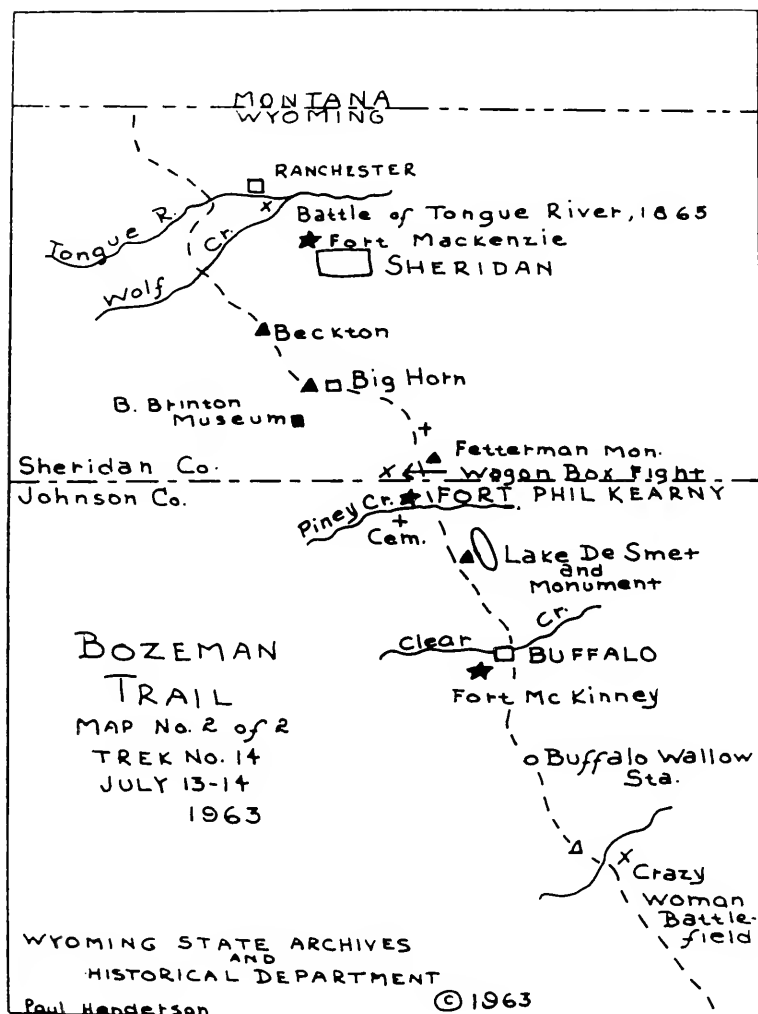 MONTANA
WYOMING
RANCHESTER
Tongue R.
Battle of Tongue River, 1865
Fort Mackenzie
SHERIDAN
Wolf Cr.
Beckton
Big Horn
B. Brinton
Museum
Fetterman Mon.
Sheridan Co.
Wagon Box Fight
Johnson Co.
FORT PHIL KEARNY
Piney Cr.
Cem.
Lake De Smet
and
Monument
Clear Cr.
BUFFALO
Fort McKinney
BOZEMAN
TRAIL
MAP No. 2 of 2
TREK No. 14
JULY 13-14
1963
Buffalo Wallow
Sta.
Crazy
Woman
Battle-
field
WYOMING STATE ARCHIVES
AND
HISTORICAL DEPARTMENT
Paul Henderson
© 1963